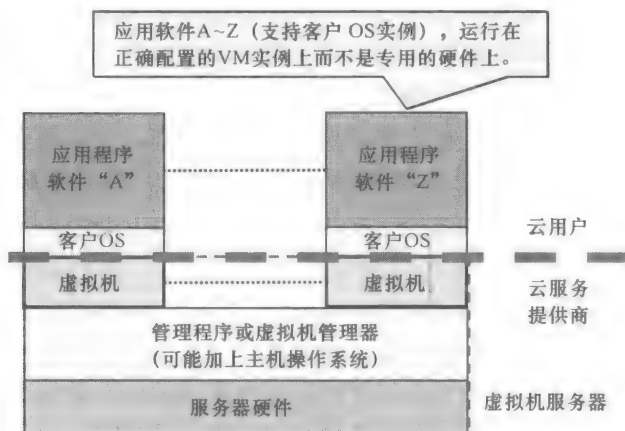 应用软件A~Z（支持客户 OS实例），运行在
正确配置的VM实例上而不是专用的硬件上。
应用程序
软件“A”
应用程序
软件“Z”
客户OS
客户OS
云用户
虚拟机
虚拟机
云服务
提供商
管理程序或虚拟机管理器
（可能加上主机操作系统）
服务器硬件
虚拟机服务器